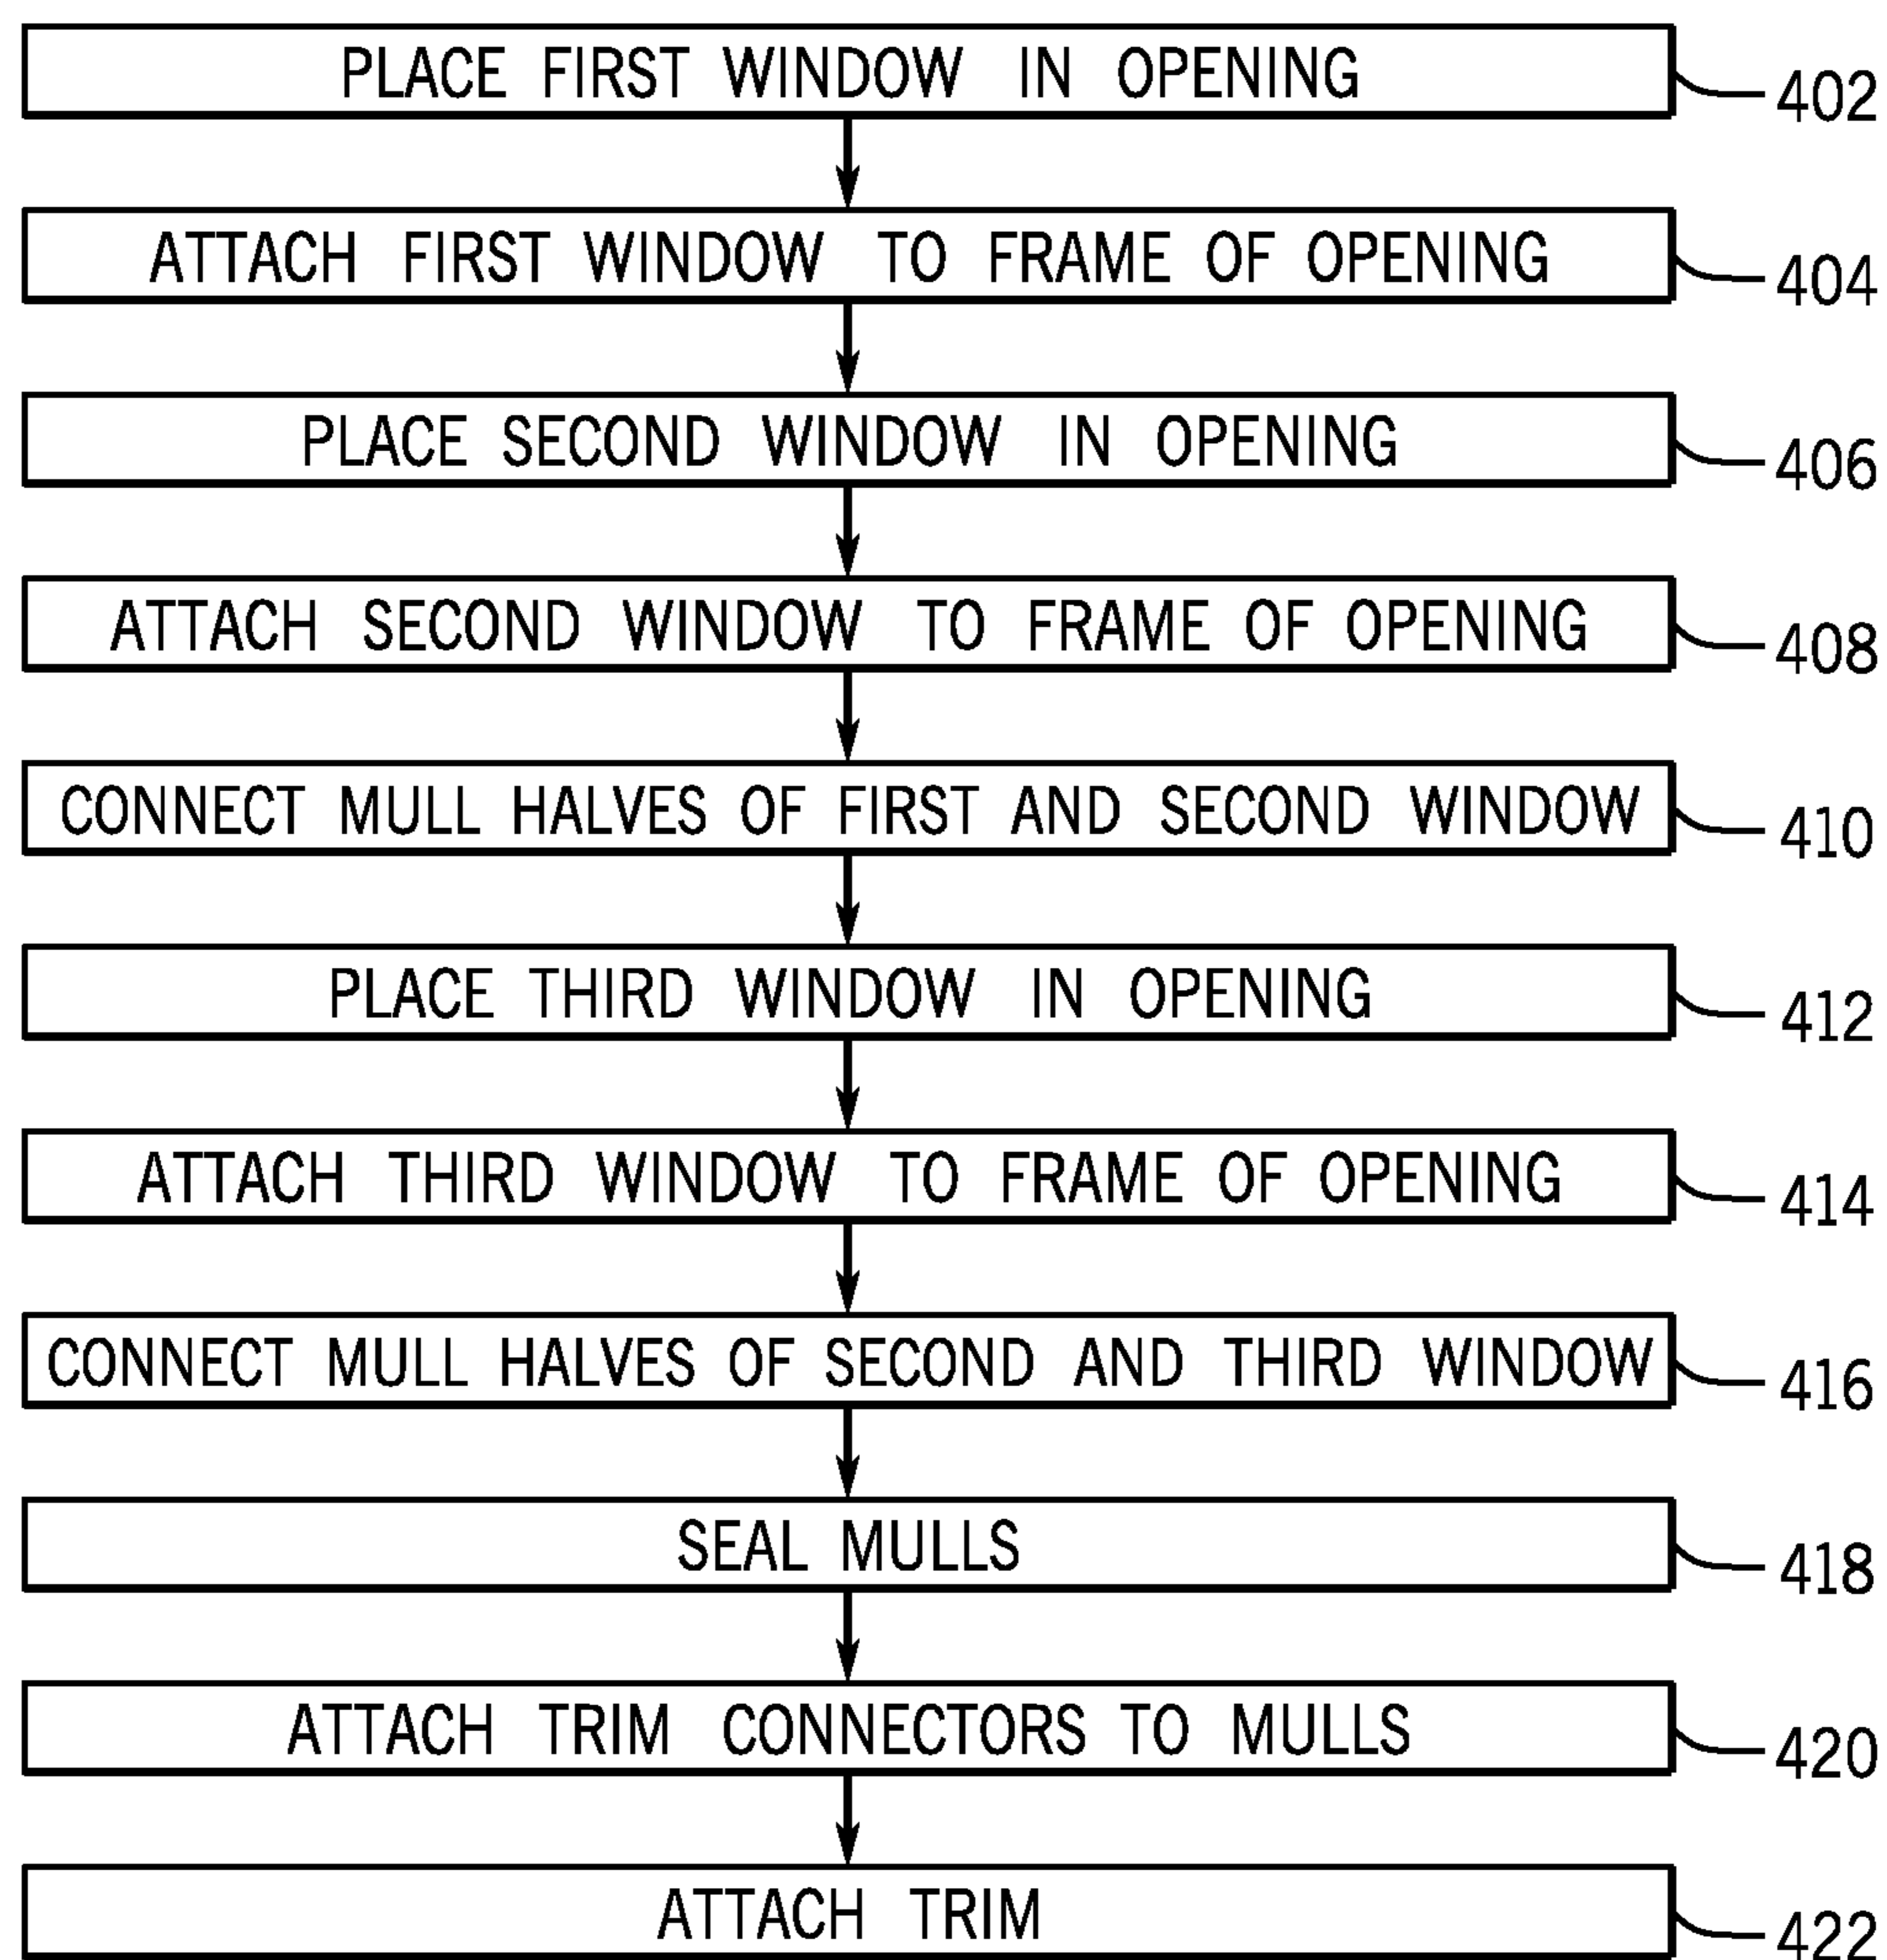 PLACE FIRST WINDOW IN OPENING
402
ATTACH FIRST WINDOW TO FRAME OF OPENING
404
PLACE SECOND WINDOW IN OPENING
406
ATTACH SECOND WINDOW TO FRAME OF OPENING
408
CONNECT MULL HALVES OF FIRST AND SECOND WINDOW
410
PLACE THIRD WINDOW IN OPENING
412
ATTACH THIRD WINDOW TO FRAME OF OPENING
414
CONNECT MULL HALVES OF SECOND AND THIRD WINDOW
416
SEAL MULLS
418
ATTACH TRIM CONNECTORS TO MULLS
420
ATTACH TRIM
422